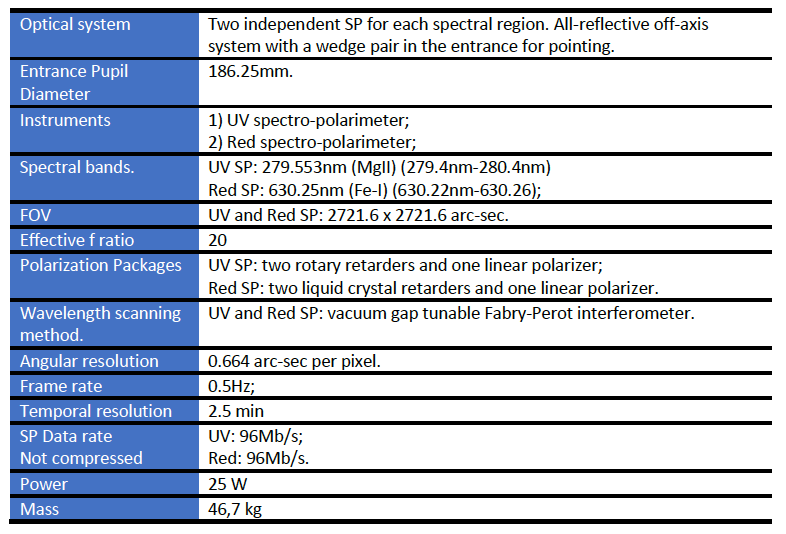 Optical system
Two independent SP for each spectral region. All-reflective off-axis
system with a wedge pair in the entrance for pointing.
Entrance Pupil
Diameter
186.25mm.
Instruments
1) UV spectro-polarimeter;
2) Red spectro-polarimeter;
Spectral bands.
UV SP: 279.553nm (MgII) (279.4nm-280.4nm)
Red SP: 630.25nm (Fe-I) (630.22nm-630.26);
FOV
UV and Red SP: 2721.6 x 2721.6 arc-sec.
Effective f ratio
20
Polarization Packages
UV SP: two rotary retarders and one linear polarizer;
Red SP: two liquid crystal retarders and one linear polarizer.
Wavelength scanning
method.
UV and Red SP: vacuum gap tunable Fabry-Perot interferometer.
Angular resolution
0.664 arc-sec per pixel.
Frame rate
0.5Hz;
Temporal resolution
2.5 min
SP Data rate
Not compressed
UV: 96Mb/s;
Red: 96Mb/s.
Power
25 W
Mass
46,7 kg